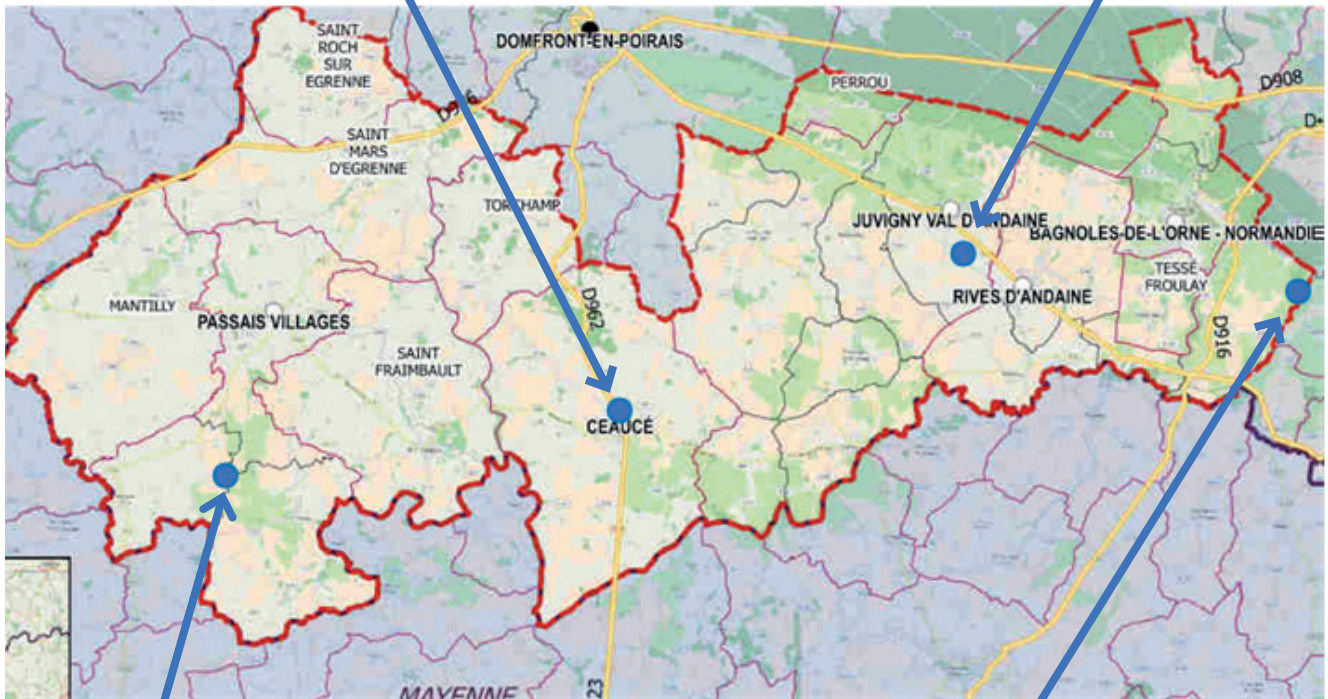 SAINT
ROCH
SUR
EGRENNE
DOMFRONT-EN-POIRAIS
PERROU
D908
SAINT
MARS
D'EGRENNE
TORCHAMP
JUVIGNY VAL D'ANDAINE
BAGNOLES-DE-L'ORNE - NORMANDIE
TESSÉ
FROULAY
RIVES D'ANDAINE
MANTILLY
PASSAIS VILLAGES
D962
D916
SAINT
FRAIMBAULT
CEAUCÉ
MAYENNE
23